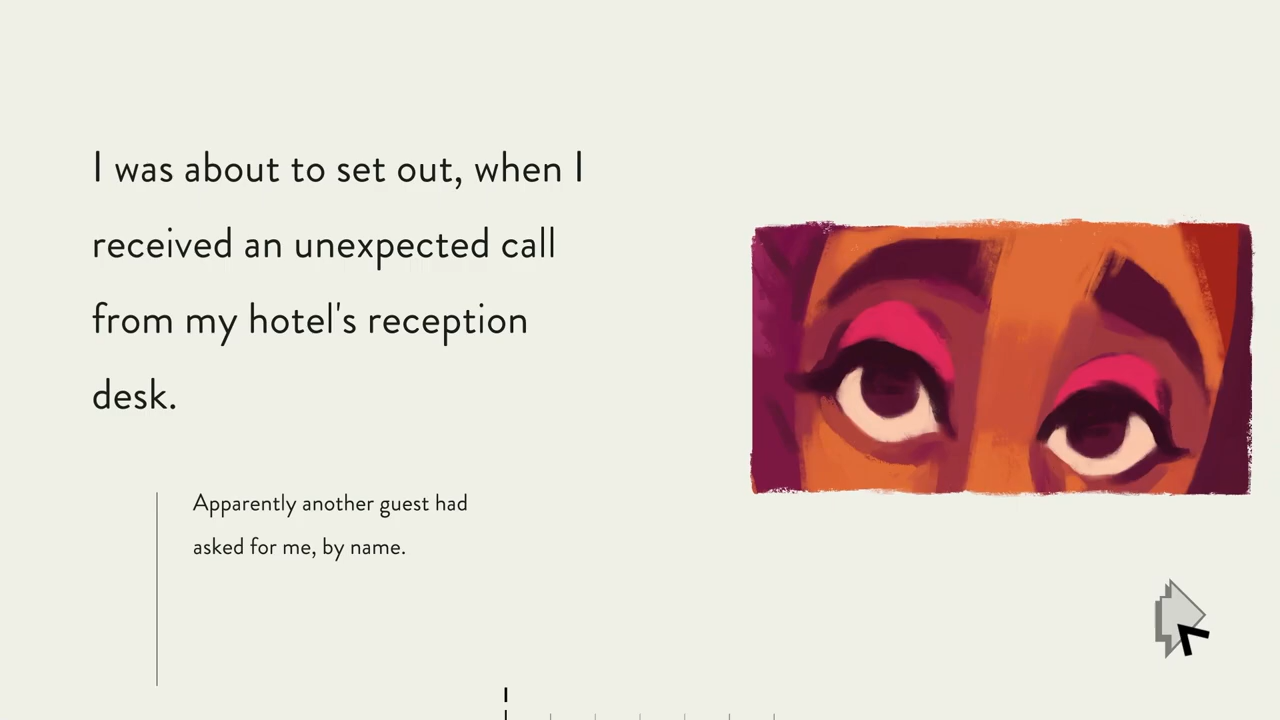 I was about to set out, when I
received an unexpected call
from my hotel's reception
desk.
Apparently another guest had
asked for me, by name.